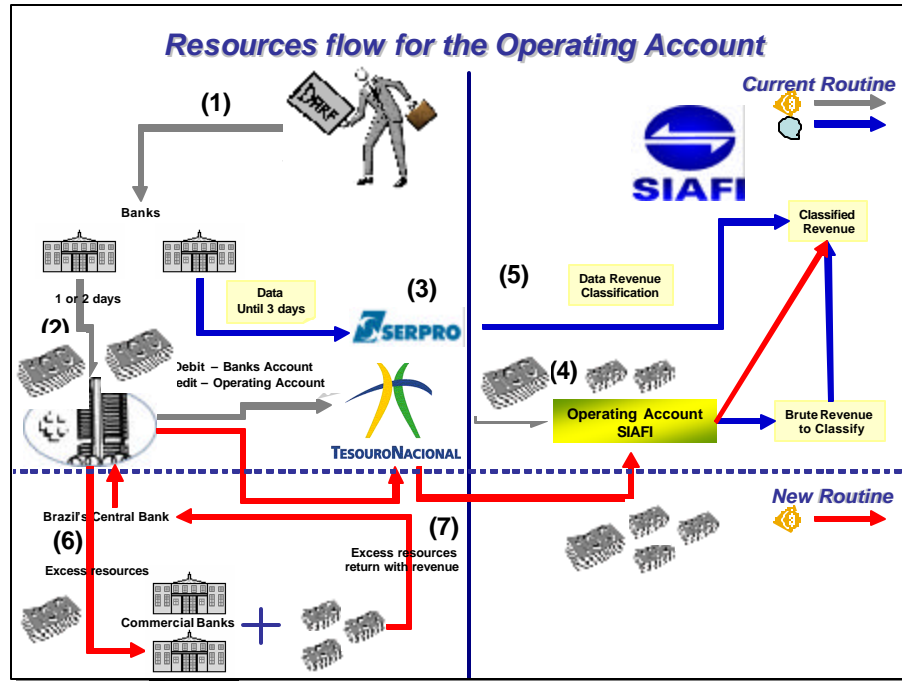 Resources flow for the Operating Account
Current Routine
(1)
DARF
SIAFI
Banks
Classified
Revenue
1 or 2 days
Data
Until 3 days
(3)
(5)
Data Revenue
Classification
(2)
SERPRO
Debit – Banks Account
Credit – Operating Account
(4)
Operating Account
SIAFI
Brute Revenue
to Classify
TESOURONACIONAL
New Routine
Brazil's Central Bank
(6)
(7)
Excess resources
Excess resources
return with revenue
Commercial Banks